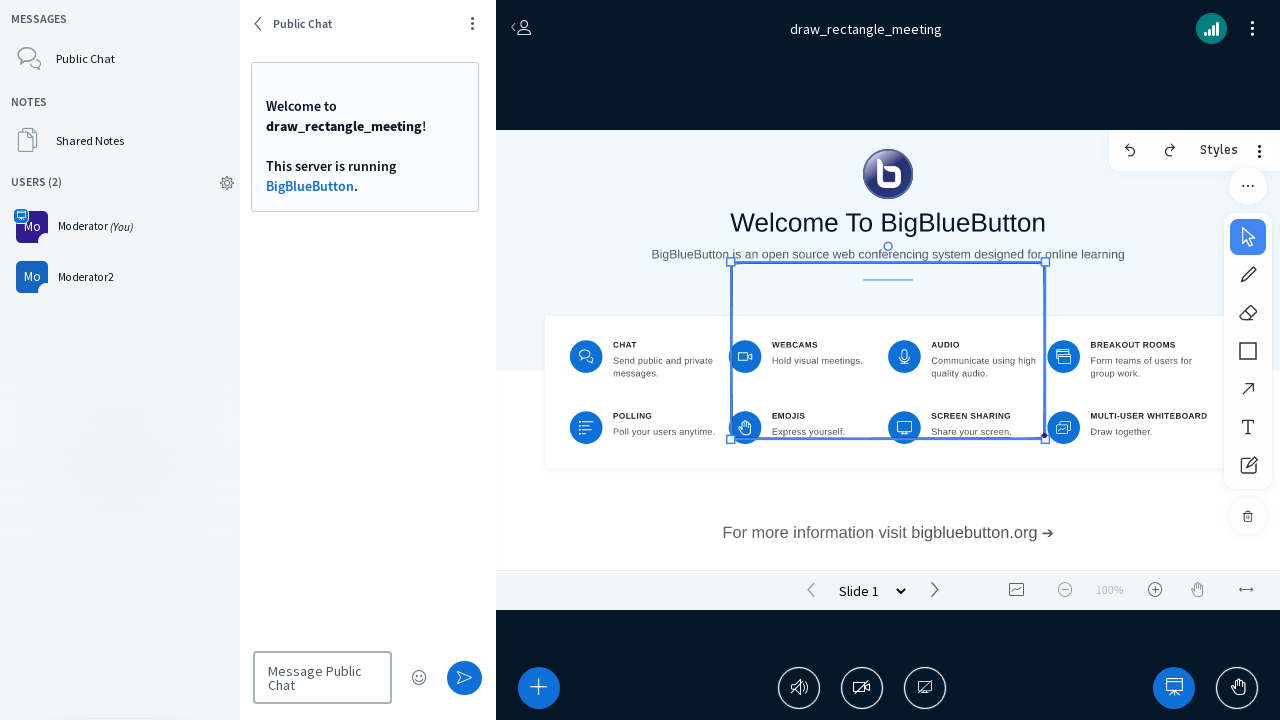 MESSAGES
Public Chat
NOTES
Shared Notes
USERS (2)
Mo
Moderator (You)
Mo
Moderator2
Public Chat
Welcome to
draw_rectangle_meeting!
This server is running
BigBlueButton.
Message Public
Chat
draw_rectangle_meeting
Styles
Welcome To BigBlueButton
BigBlueButton is an open source web conferencing system designed for online learning
CHAT
Send public and private
messages.
WEBCAMS
Hold visual meetings.
AUDIO
Communicate using high
quality audio.
BREAKOUT ROOMS
Form teams of users for
group work.
POLLING
Poll your users anytime.
EMOJIS
Express yourself.
SCREEN SHARING
Share your screen.
MULTI-USER WHITEBOARD
Draw together.
For more information visit bigbluebutton.org →
Slide 1
100%